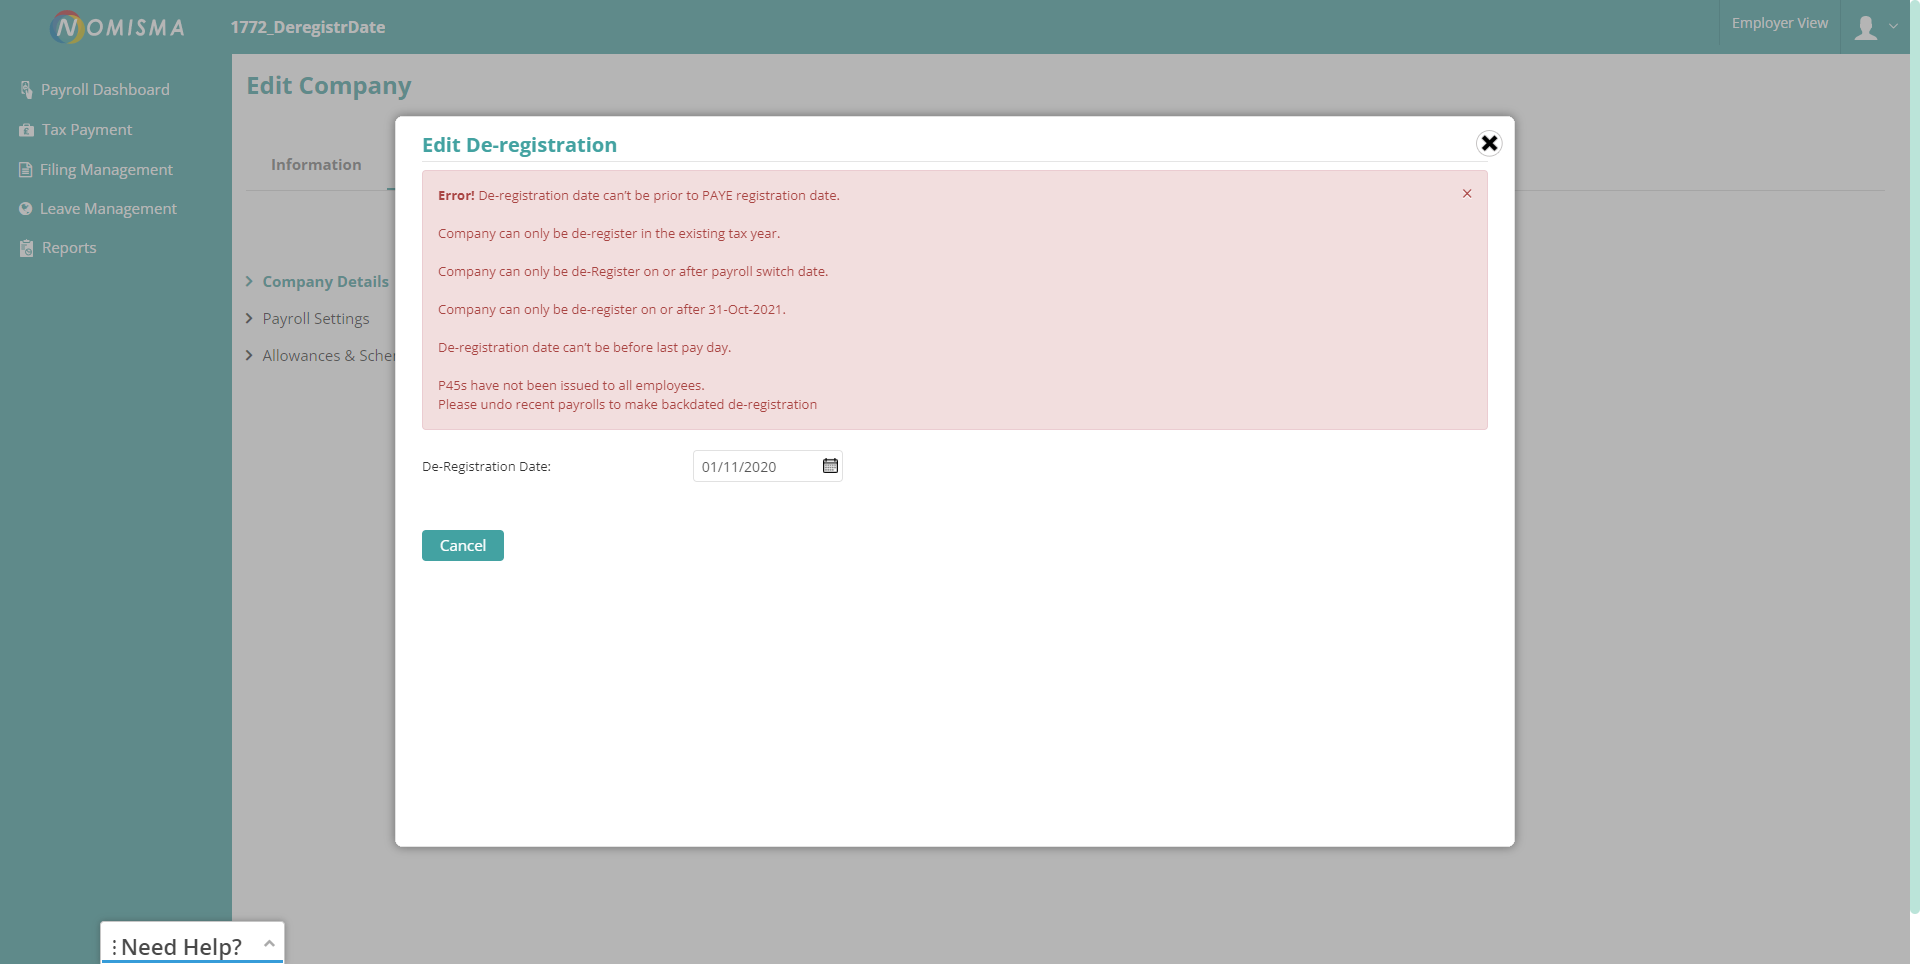 NOMISMA
1772_DeregistrDate
Employer View
Payroll Dashboard
Tax Payment
Filing Management
Leave Management
Reports
Edit Company
Information
Company Details
Payroll Settings
Allowances & Scher
Edit De-registration
Error! De-registration date can't be prior to PAYE registration date.
Company can only be de-register in the existing tax year.
Company can only be de-Register on or after payroll switch date.
Company can only be de-register on or after 31-Oct-2021.
De-registration date can't be before last pay day.
P45s have not been issued to all employees.
Please undo recent payrolls to make backdated de-registration
De-Registration Date:
01/11/2020
Cancel
Need Help?